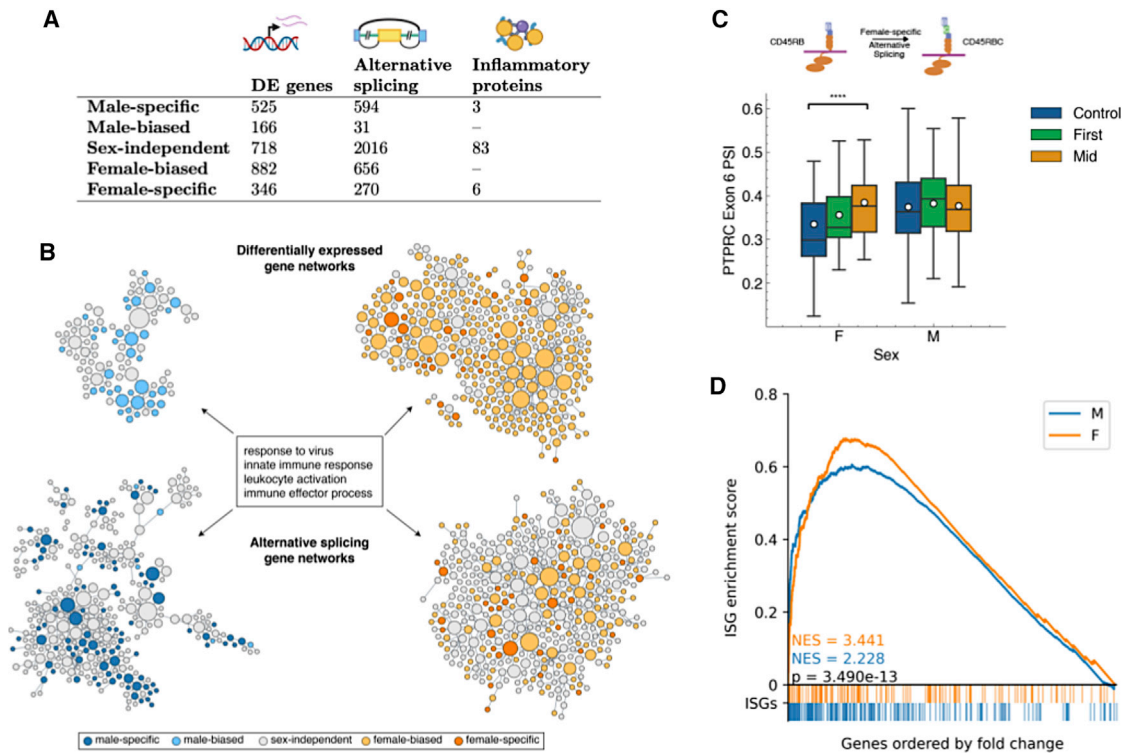 A
DE genes Alternative splicing Inflammatory proteins
Male-specific 525 594 3
Male-biased 166 31 –
Sex-independent 718 2016 83
Female-biased 882 656 –
Female-specific 346 270 6
B
Differentially expressed
gene networks
response to virus
innate immune response
leukocyte activation
immune effector process
Alternative splicing
gene networks
male-specific male-biased sex-independent female-biased female-specific
C
CD45RB
Female-specific
Alternative
Splicing
CD45RBC
****
PTPRC Exon 6 PSI
0.6
0.5
0.4
0.3
0.2
F M
Sex
Control
First
Mid
D
ISG enrichment score
0.8
0.6
0.4
0.2
0
M
F
NES = 3.441
NES = 2.228
p = 3.490e-13
ISGs
Genes ordered by fold change